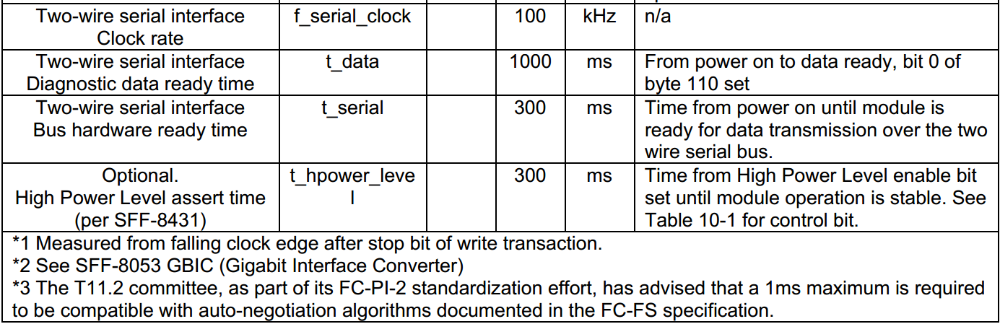 Two-wire serial interface f_serial_clock 100 kHz n/a
Clock rate
Two-wire serial interface t_data 1000 ms From power on to data ready, bit 0 of
Diagnostic data ready time byte 110 set
Two-wire serial interface t_serial 300 ms Time from power on until module is
Bus hardware ready time ready for data transmission over the two
wire serial bus.
Optional. t_hpower_leve 300 ms Time from High Power Level enable bit
High Power Level assert time l set until module operation is stable. See
(per SFF-8431) Table 10-1 for control bit.
*1 Measured from falling clock edge after stop bit of write transaction.
*2 See SFF-8053 GBIC (Gigabit Interface Converter)
*3 The T11.2 committee, as part of its FC-PI-2 standardization effort, has advised that a 1ms maximum is required
to be compatible with auto-negotiation algorithms documented in the FC-FS specification.